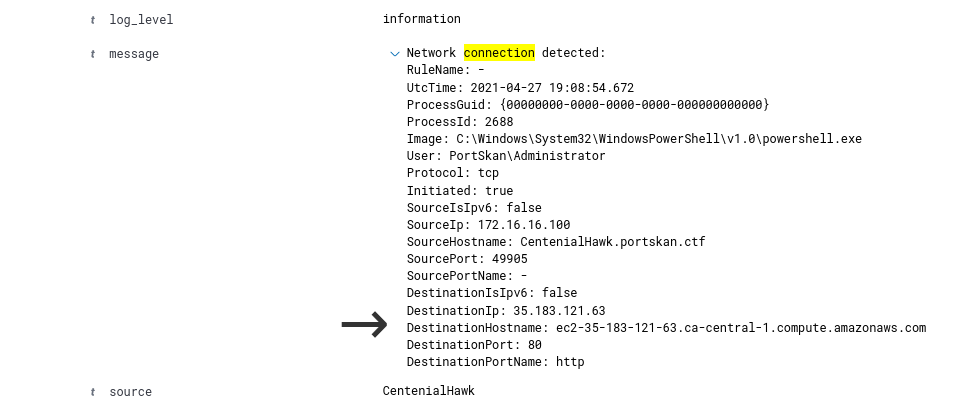 t log_level information
t message Network connection detected:
RuleName: -
UtcTime: 2021-04-27 19:08:54.672
ProcessGuid: {00000000-0000-0000-0000-000000000000}
ProcessId: 2688
Image: C:\Windows\System32\WindowsPowerShell\v1.0\powershell.exe
User: PortSkan\Administrator
Protocol: tcp
Initiated: true
SourceIsIpv6: false
SourceIp: 172.16.16.100
SourceHostname: CentenialHawk.portskan.ctf
SourcePort: 49905
SourcePortName: -
DestinationIsIpv6: false
DestinationIp: 35.183.121.63
DestinationHostname: ec2-35-183-121-63.ca-central-1.compute.amazonaws.com
DestinationPort: 80
DestinationPortName: http
t source CentenialHawk